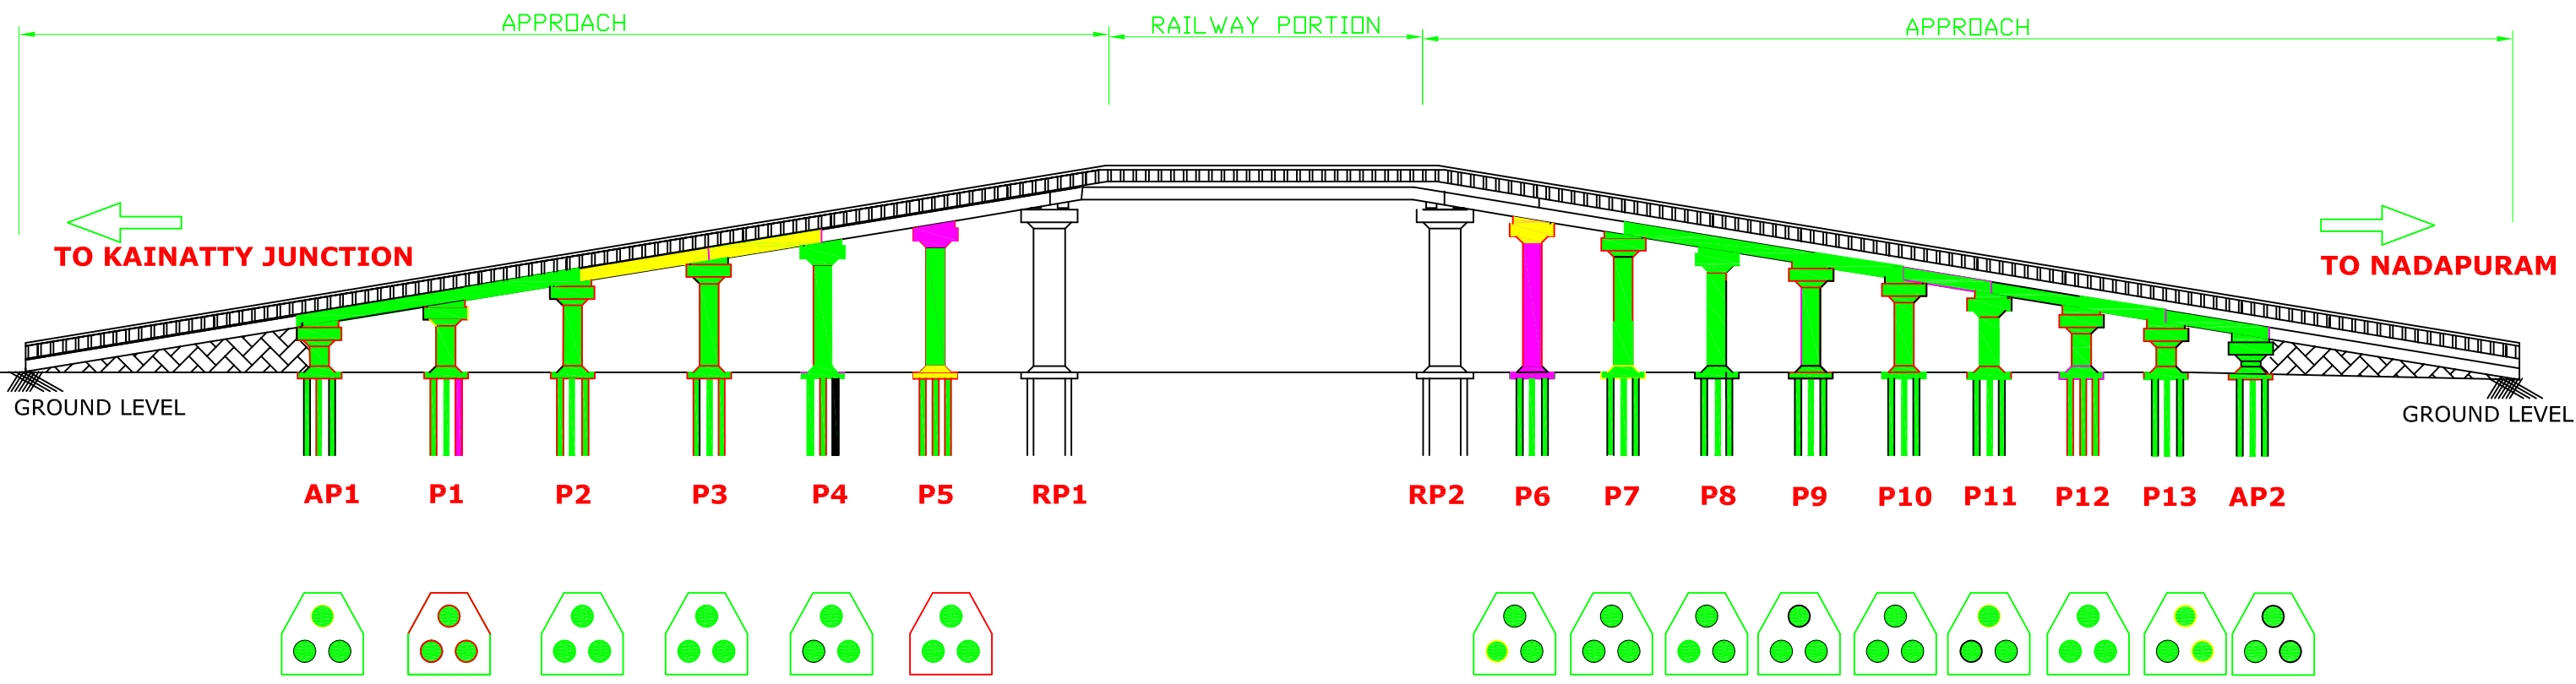 APPROACH
RAILWAY PORTION
APPROACH
TO KAINATTY JUNCTION
TO NADAPURAM
GROUND LEVEL
GROUND LEVEL
AP1 P1 P2 P3 P4 P5 RP1 RP2 P6 P7 P8 P9 P10 P11 P12 P13 AP2